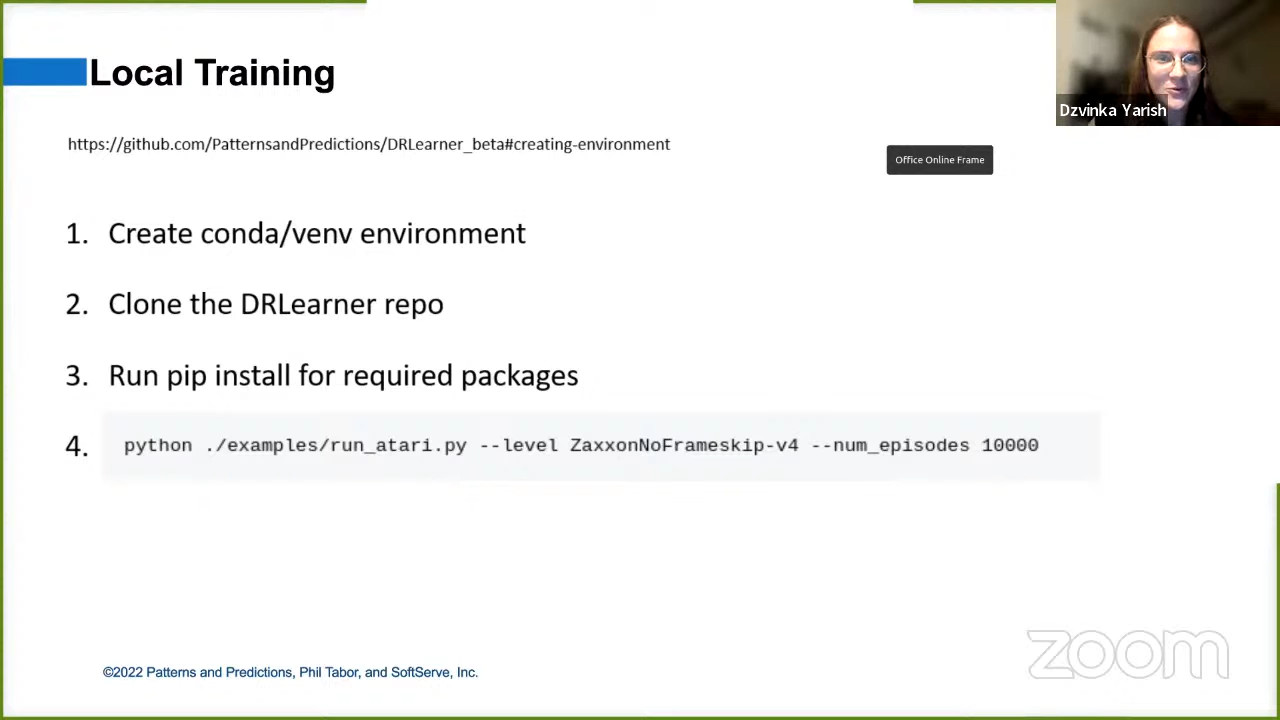 Local Training
Dzvinka Yarish
https://github.com/PatternsandPredictions/DRLearner_beta#creating-environment
Office Online Frame
1. Create conda/venv environment
2. Clone the DRLearner repo
3. Run pip install for required packages
4. python ./examples/run_atari.py --level ZaxxonNoFrameskip-v4 --num_episodes 10000
©2022 Patterns and Predictions, Phil Tabor, and SoftServe, Inc.
zoom